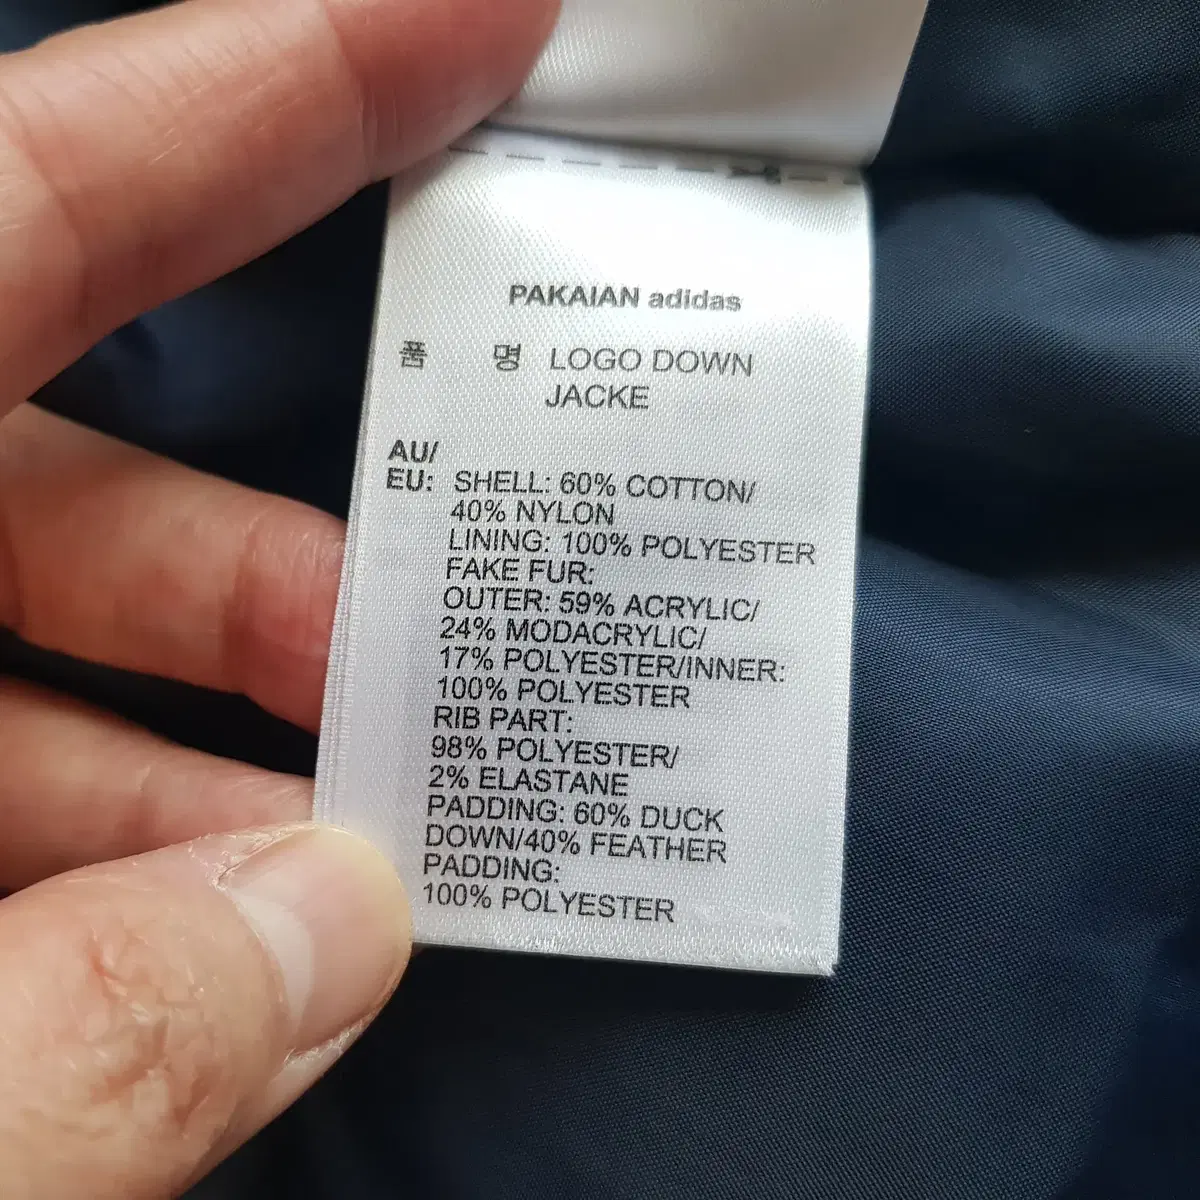 PAKAIAN adidas
품 명 LOGO DOWN
JACKE
AU/
EU: SHELL: 60% COTTON/
40% NYLON
LINING: 100% POLYESTER
FAKE FUR:
OUTER: 59% ACRYLIC/
24% MODACRYLIC/
17% POLYESTER/INNER:
100% POLYESTER
RIB PART:
98% POLYESTER/
2% ELASTANE
PADDING: 60% DUCK
DOWN/40% FEATHER
PADDING:
100% POLYESTER